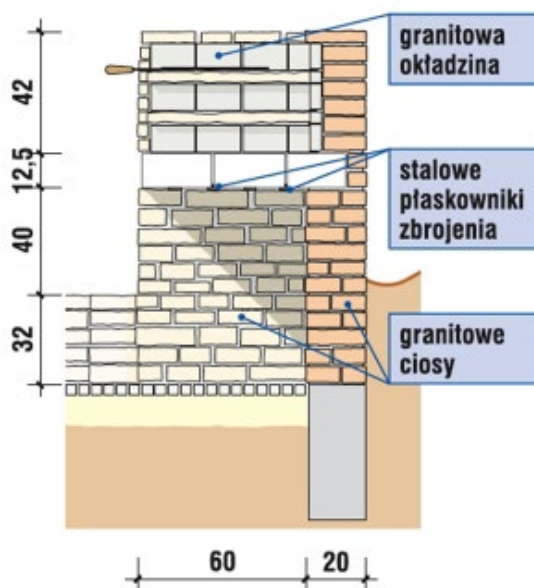 granitowa
okładzina
42
12,5
stalowe
płaskowniki
zbrojenia
40
32
granitowe
ciosy
60
20